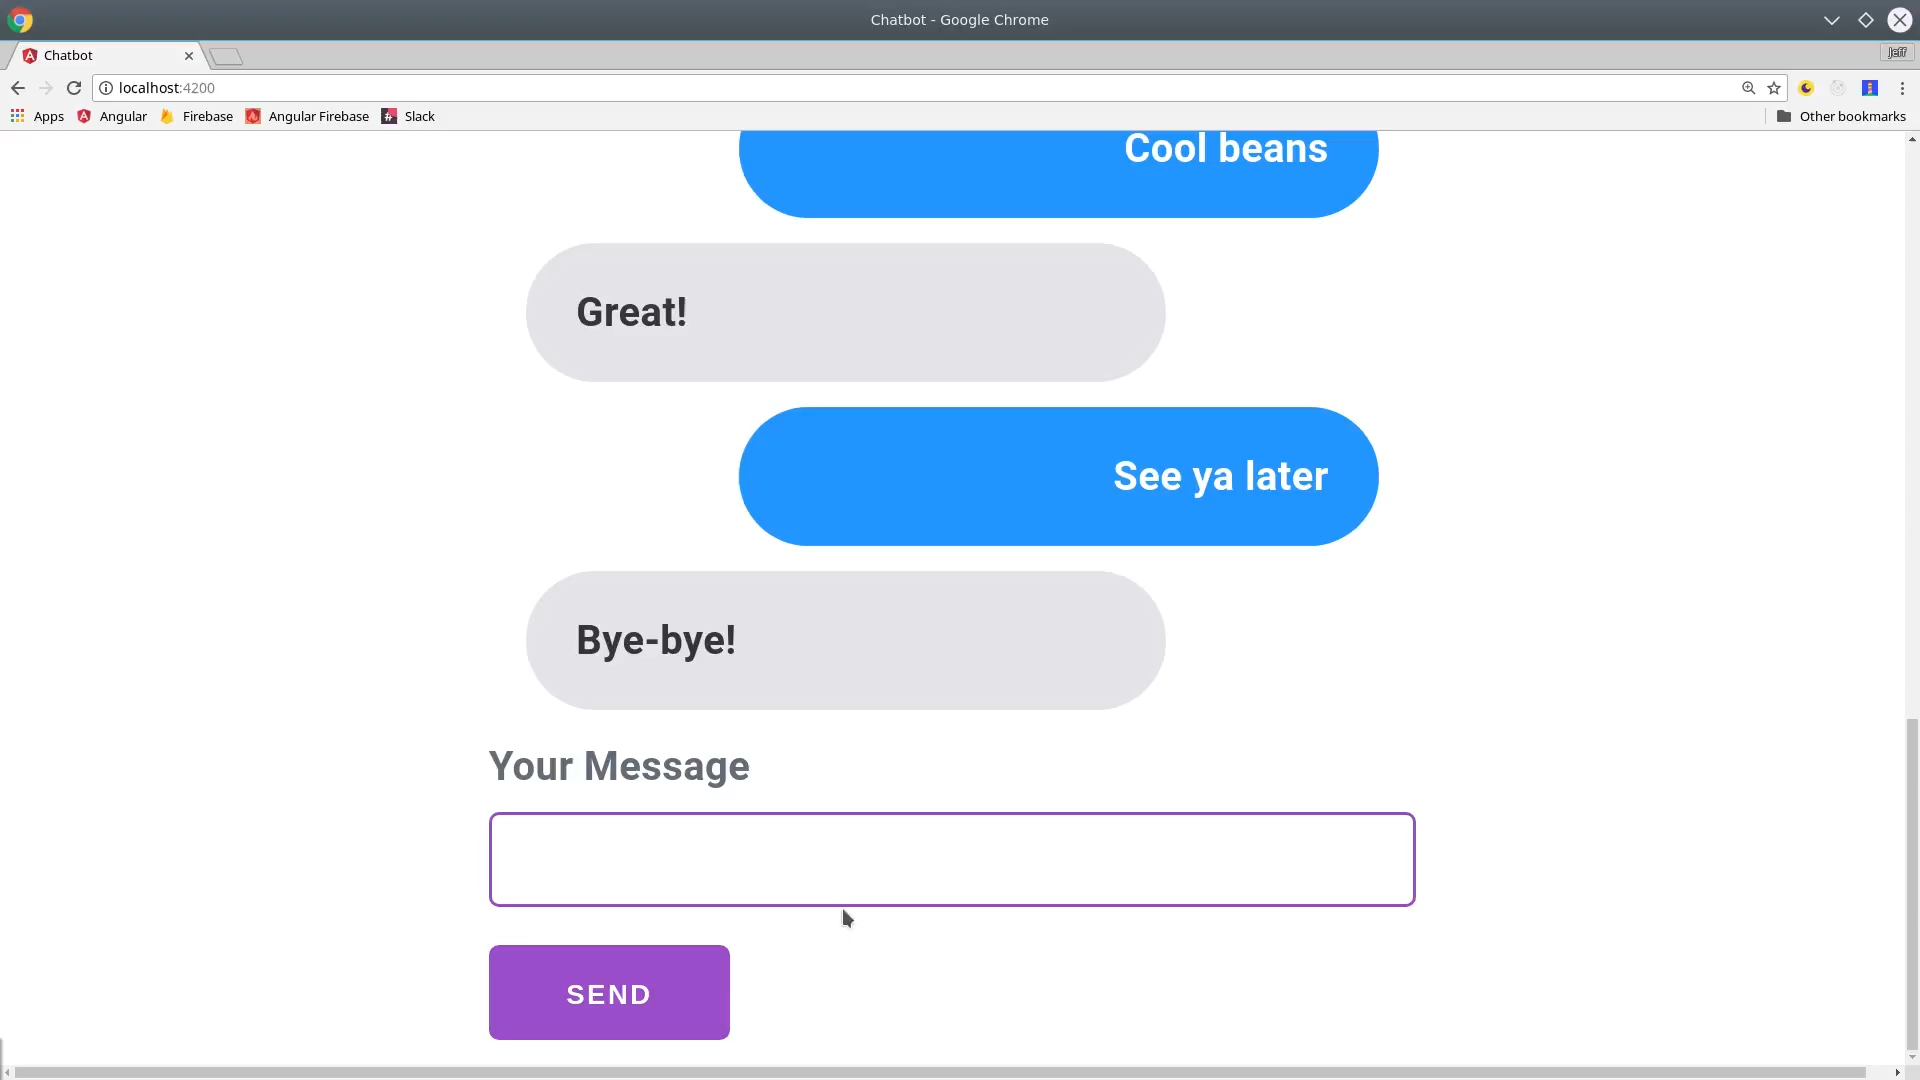 Chatbot - Google Chrome
Chatbot
Jeff
localhost:4200
Apps Angular Firebase Angular Firebase Slack Other bookmarks
Cool beans
Great!
See ya later
Bye-bye!
Your Message
SEND